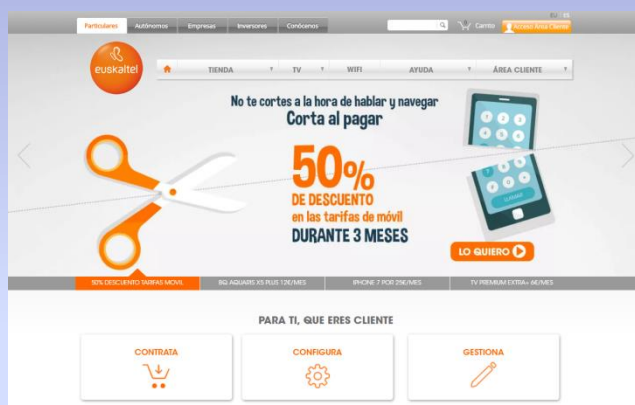 EU | ES
Particulares Autónomos Empresas Inversores Conócenos Carrito Acceso Área Cliente
euskaltel
TIENDA TV WIFI AYUDA ÁREA CLIENTE
No te cortes a la hora de hablar y navegar
Corta al pagar
50%
DE DESCUENTO
en las tarifas de móvil
DURANTE 3 MESES
LLAMAR
LO QUIERO
50% DESCUENTO TARIFAS MOVIL BQ AQUARIS X5 PLUS 12€/MES IPHONE 7 POR 25€/MES TV PREMIUM EXTRA+ 6€/MES
PARA TI, QUE ERES CLIENTE
CONTRATA CONFIGURA GESTIONA